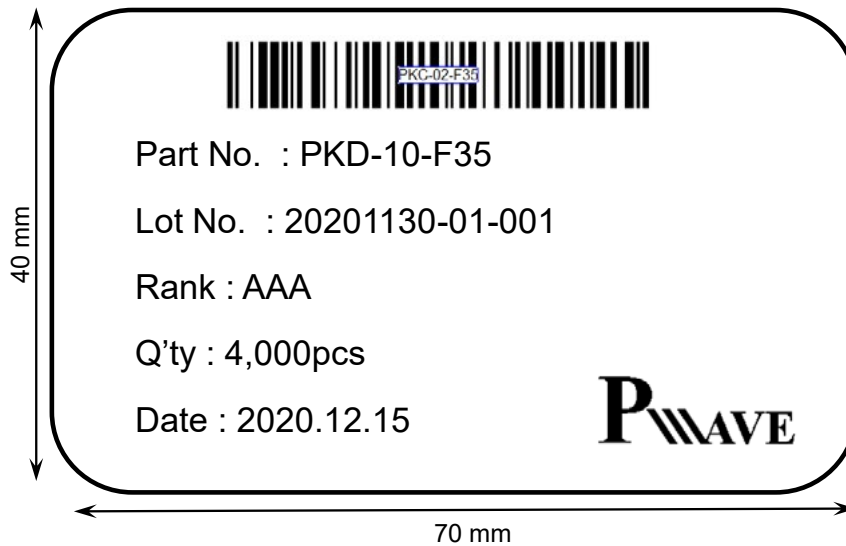 PKC-02-F35
Part No. : PKD-10-F35
Lot No. : 20201130-01-001
Rank : AAA
Q’ty : 4,000pcs
Date : 2020.12.15
PWAVE
40 mm
70 mm